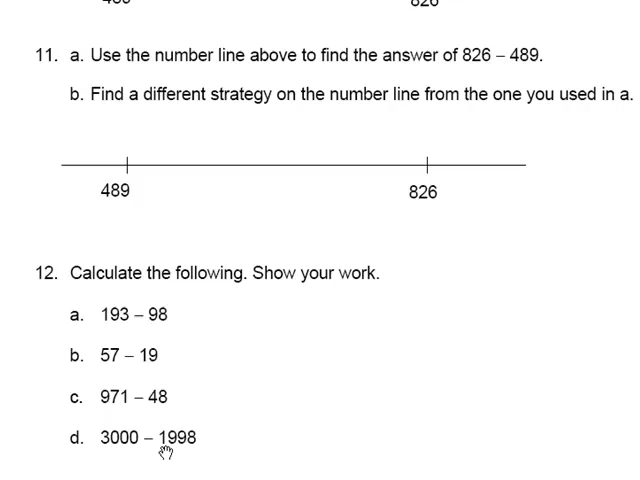 489 826
11. a. Use the number line above to find the answer of 826 – 489.
b. Find a different strategy on the number line from the one you used in a.
489 826
12. Calculate the following. Show your work.
a. 193 – 98
b. 57 – 19
c. 971 – 48
d. 3000 – 1998